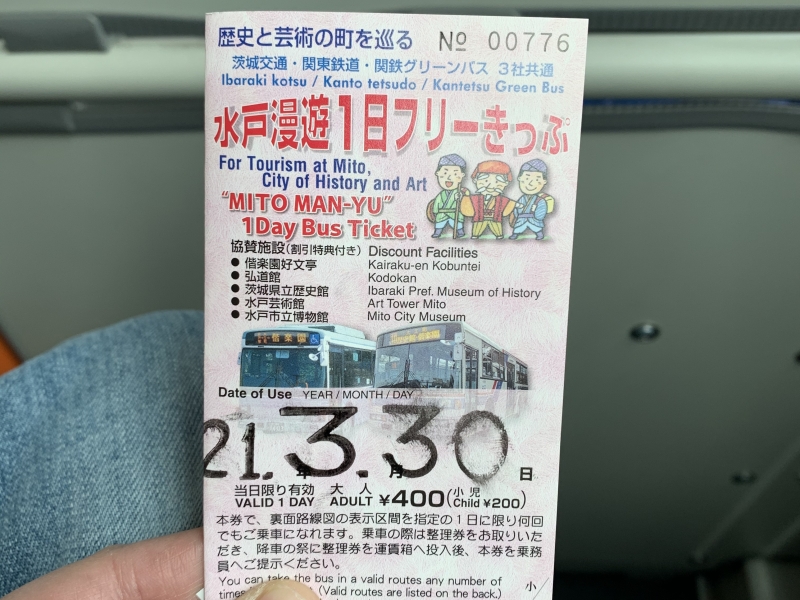 歴史と芸術の町を巡る № 00776
茨城交通・関東鉄道・関鉄グリーンバス 3社共通
Ibaraki kotsu / Kanto tetsudo / Kantetsu Green Bus
水戸漫遊1日フリーきっぷ
For Tourism at Mito,
City of History and Art
"MITO MAN-YU"
1Day Bus Ticket
協賛施設(割引特典付き) Discount Facilities
● 偕楽園好文亭 Kairaku-en Kobuntei
● 弘道館 Kodokan
● 茨城県立歴史館 Ibaraki Pref. Museum of History
● 水戸芸術館 Art Tower Mito
● 水戸市立博物館 Mito City Museum
偕楽園
Date of Use YEAR / MONTH / DAY
21.年 3.月 30日
当日限り有効 大人 ¥400 (小児
VALID 1 DAY ADULT Child ¥200)
本券で、裏面路線図の表示区間を指定の1日に限り何回
でもご乗車になれます。乗車の際は整理券をお取りいた
だき、降車の祭に整理券を運賃箱へ投入後、本券を乗務
員へご提示ください。
You can take the bus in a valid routes any number of
times (Valid routes are listed on the back.)
小